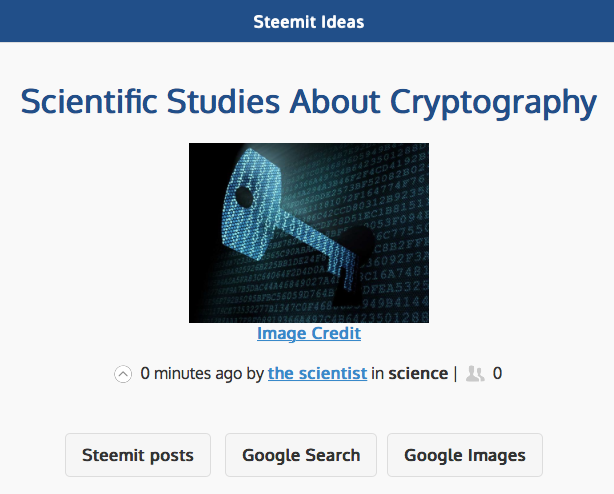 Steemit Ideas
Scientific Studies About Cryptography
Image Credit
0 minutes ago by the scientist in science | 0
Steemit posts
Google Search
Google Images